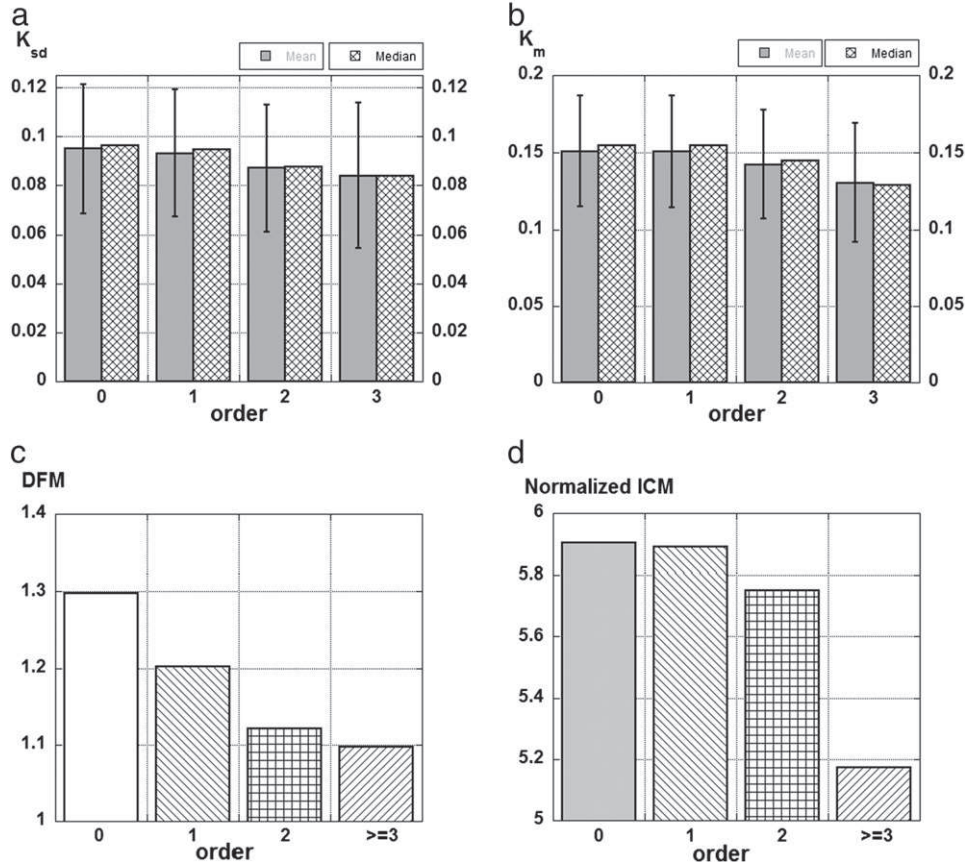 a
K sd
Mean Median
0.12 0.12
0.1 0.1
0.08 0.08
0.06 0.06
0.04 0.04
0.02 0.02
0 0
0 1 2 3
order
b
K m
Mean Median
0.2 0.2
0.15 0.15
0.1 0.1
0.05 0.05
0 0
0 1 2 3
order
c
DFM
1.4
1.3
1.2
1.1
1
0 1 2 >=3
order
d
Normalized ICM
6
5.8
5.6
5.4
5.2
5
0 1 2 >=3
order